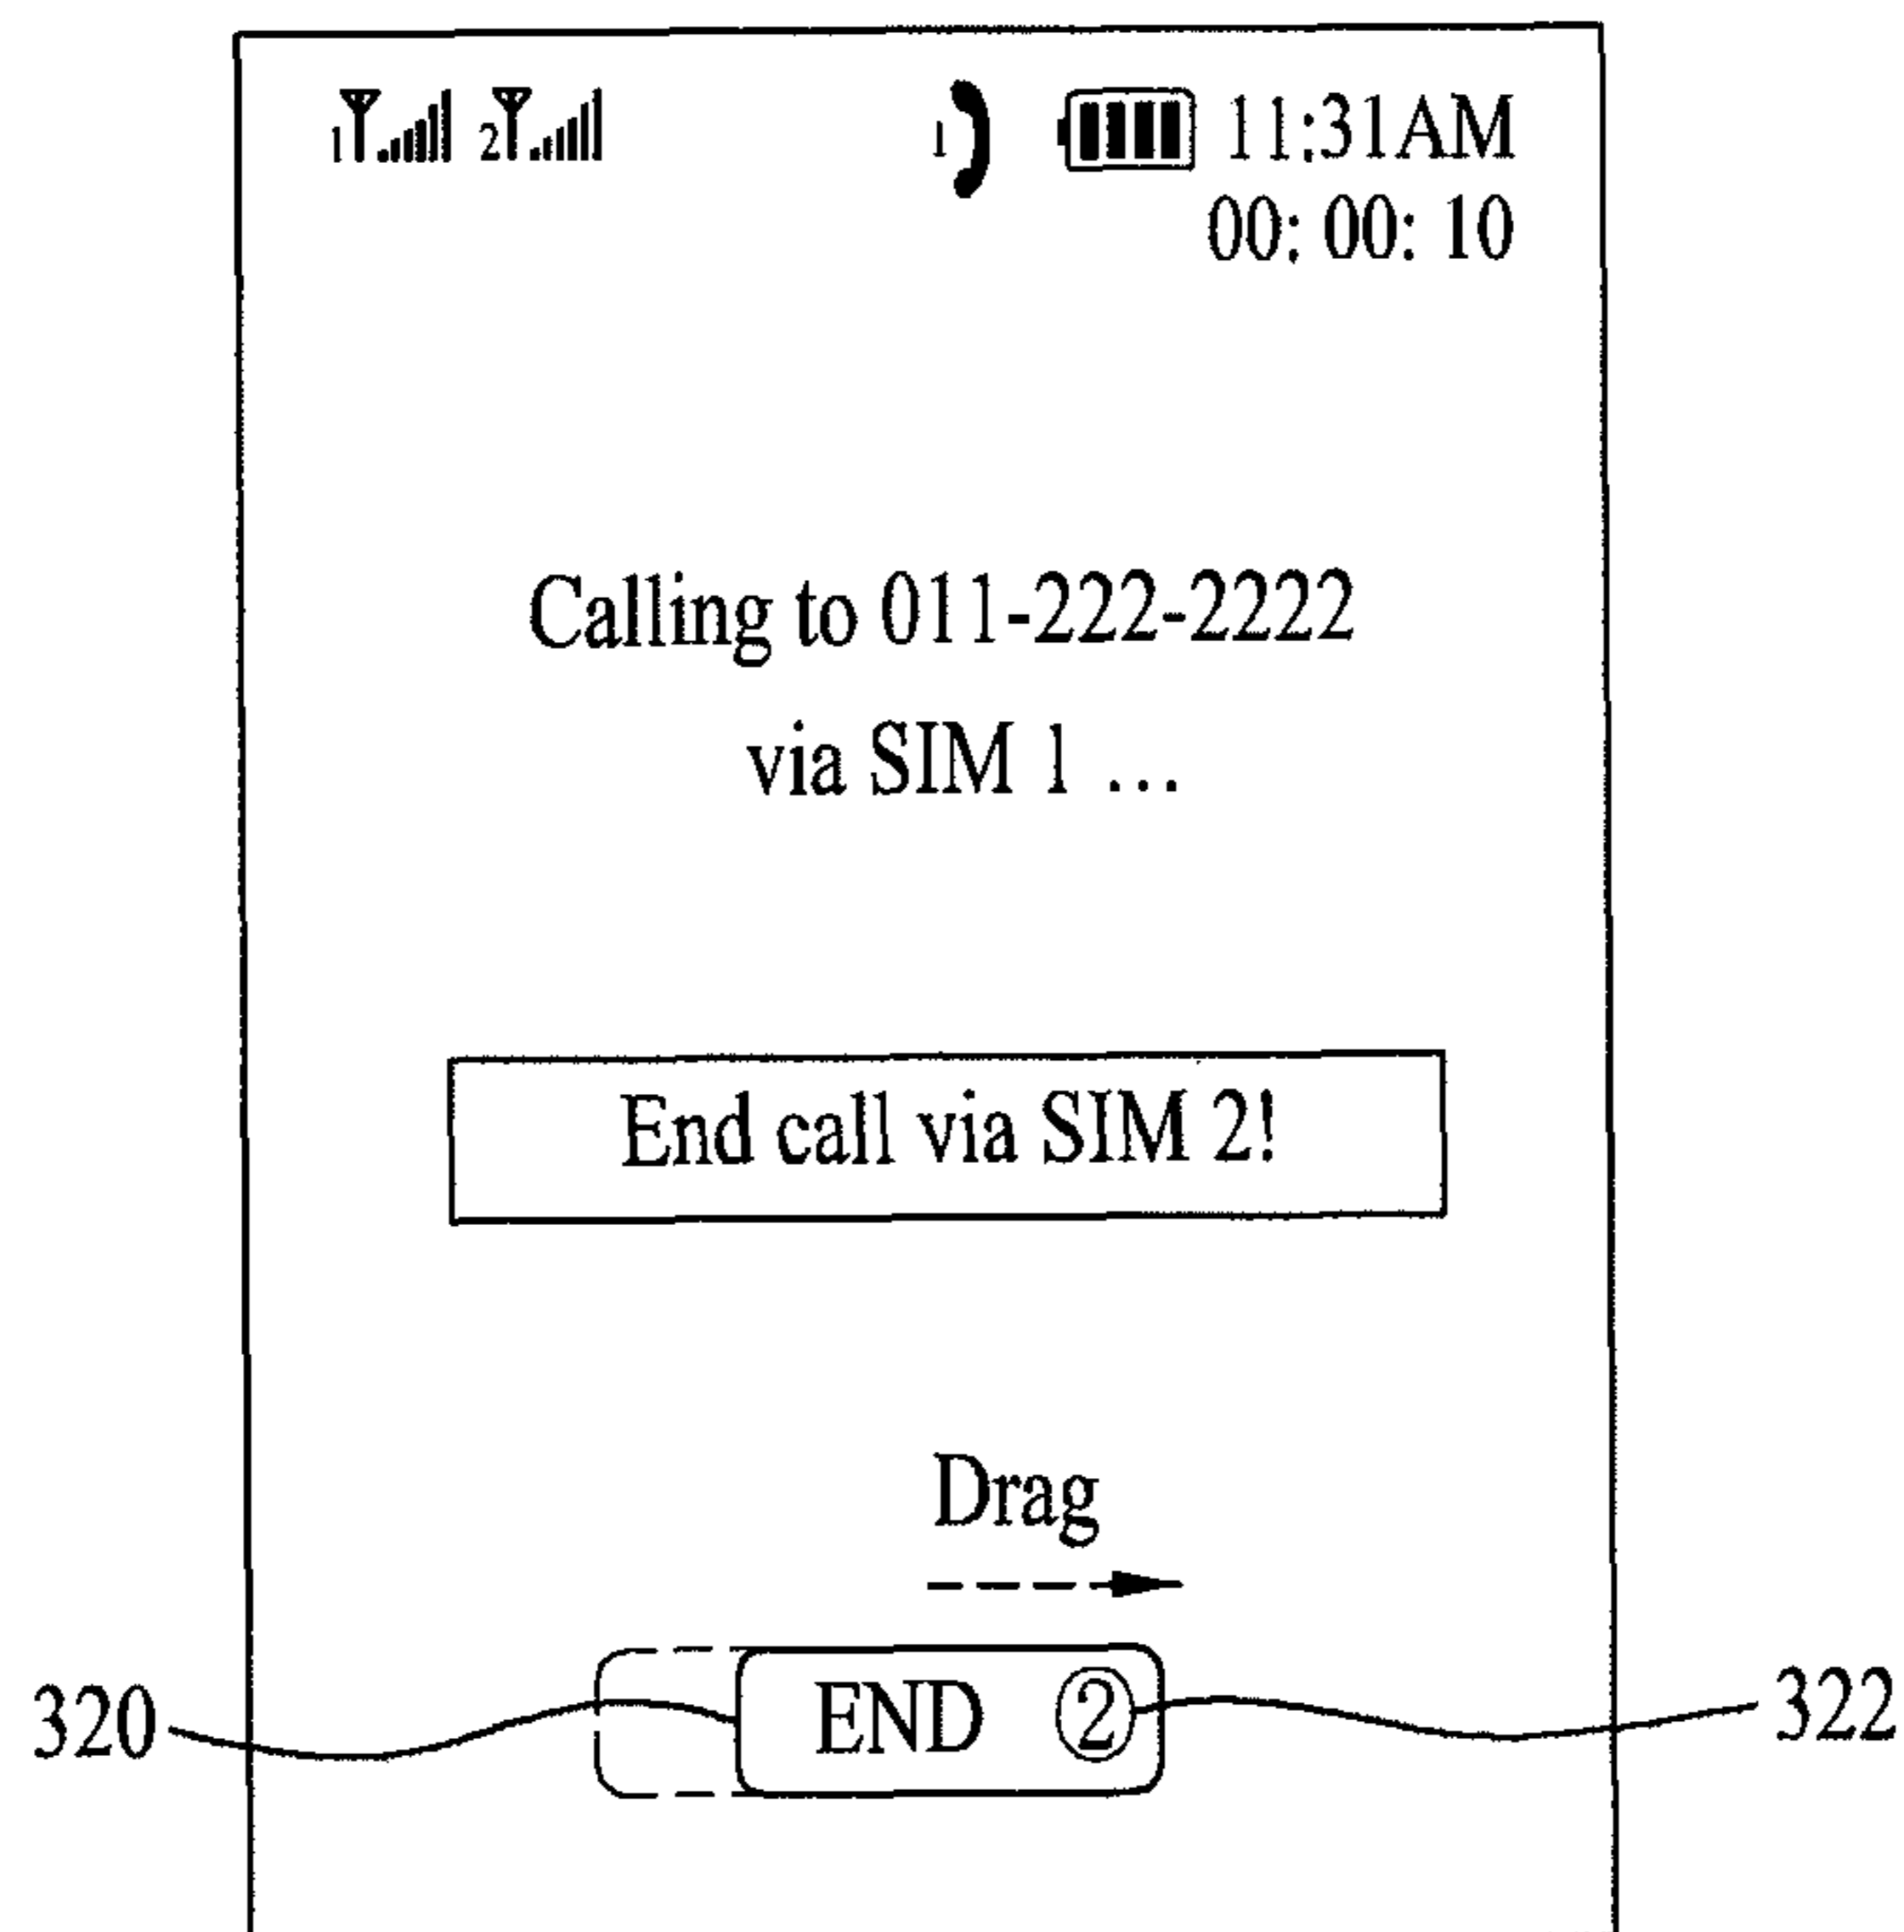 1 2 1 11:31AM
00: 00: 10
Calling to 011-222-2222
via SIM 1 ...
End call via SIM 2!
Drag
320 END ② 322